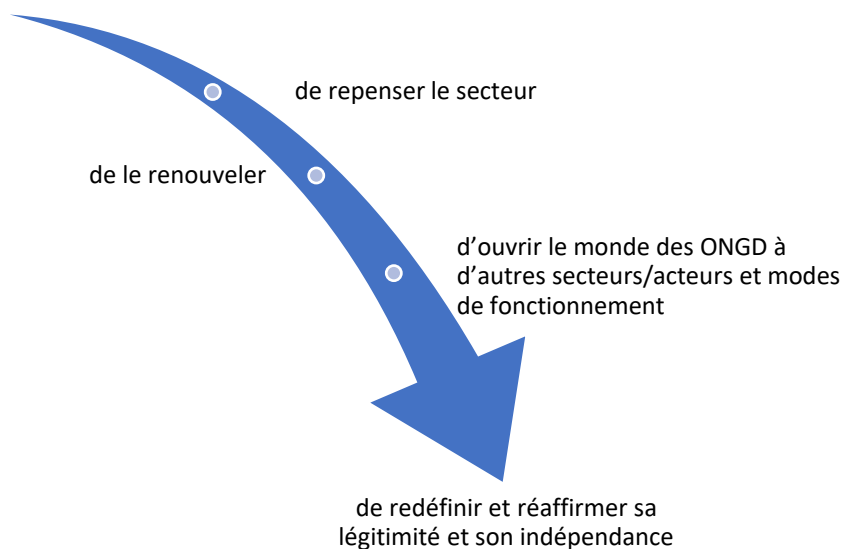 de repenser le secteur
de le renouveler
d’ouvrir le monde des ONGD à
d’autres secteurs/acteurs et modes
de fonctionnement
de redéfinir et réaffirmer sa
légitimité et son indépendance